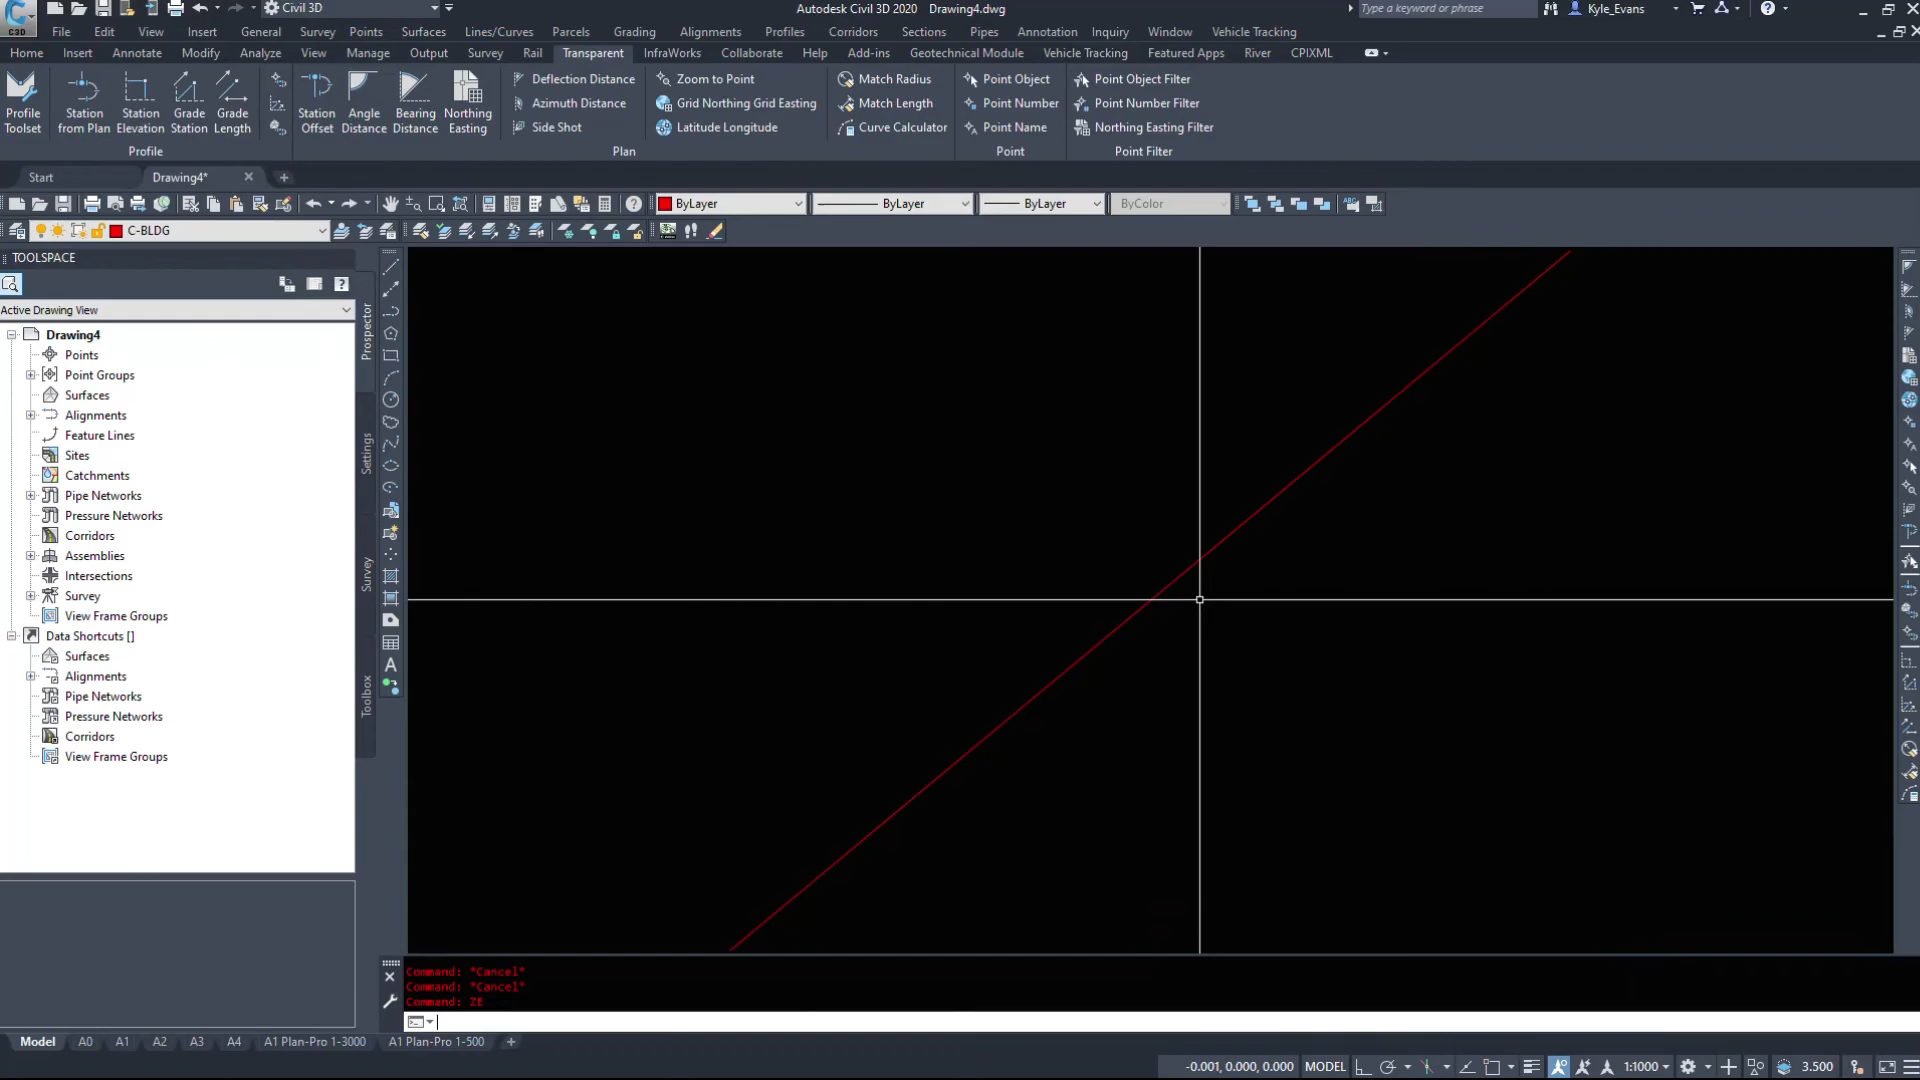 C3D
Civil 3D
Autodesk Civil 3D 2020 Drawing4.dwg
Type a keyword or phrase
Kyle_Evans
File Edit View Insert General Survey Points Surfaces Lines/Curves Parcels Grading Alignments Profiles Corridors Sections Pipes Annotation Inquiry Window Vehicle Tracking
Home Insert Annotate Modify Analyze View Manage Output Survey Rail Transparent InfraWorks Collaborate Help Add-ins Geotechnical Module Vehicle Tracking Featured Apps River CPIXML
Profile Toolset
Station from Plan
Station Elevation
Grade Station
Grade Length
Profile
Station Offset
Angle Distance
Bearing Distance
Northing Easting
Deflection Distance
Azimuth Distance
Side Shot
Zoom to Point
Grid Northing Grid Easting
Latitude Longitude
Match Radius
Match Length
Curve Calculator
Plan
Point Object
Point Number
Point Name
Point
Point Object Filter
Point Number Filter
Northing Easting Filter
Point Filter
Start
Drawing4*
ByLayer
ByLayer
ByLayer
ByColor
C-BLDG
TOOLSPACE
Active Drawing View
Drawing4
Points
Point Groups
Surfaces
Alignments
Feature Lines
Sites
Catchments
Pipe Networks
Pressure Networks
Corridors
Assemblies
Intersections
Survey
View Frame Groups
Data Shortcuts []
Surfaces
Alignments
Pipe Networks
Pressure Networks
Corridors
View Frame Groups
Prospector
Settings
Survey
Toolbox
Command: *Cancel*
Command: *Cancel*
Command: ZE
Model A0 A1 A2 A3 A4 A1 Plan-Pro 1-3000 A1 Plan-Pro 1-500
-0.001, 0.000, 0.000 MODEL
1:1000
3.500